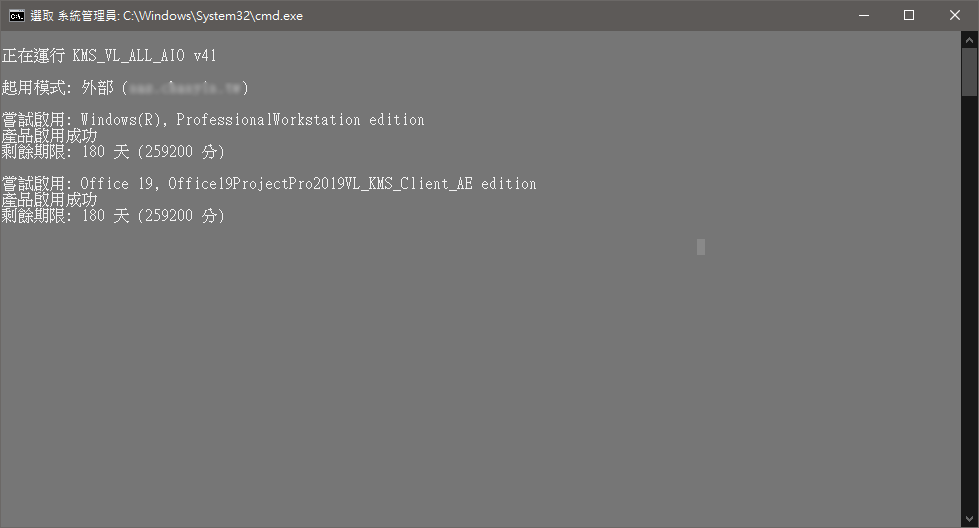 選取 系統管理員: C:\Windows\System32\cmd.exe
正在運行 KMS_VL_ALL_AIO v41
起用模式: 外部 ( )
嘗試啟用: Windows(R), ProfessionalWorkstation edition
產品啟用成功
剩餘期限: 180 天 (259200 分)
嘗試啟用: Office 19, Office19ProjectPro2019VL_KMS_Client_AE edition
產品啟用成功
剩餘期限: 180 天 (259200 分)